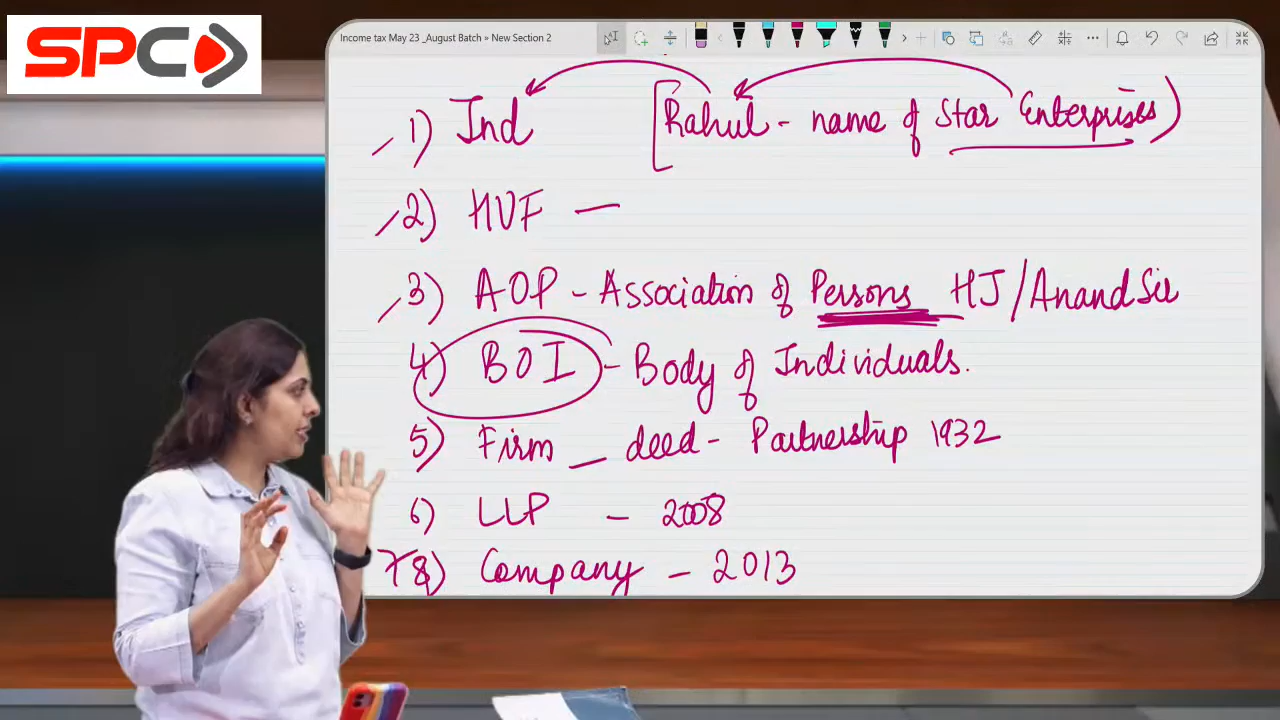 SPC
Income tax May 23 _August Batch » New Section 2
1) Ind [Rahul - name of Star Enterprises)
2) HUF —
3) AOP - Association of Persons HJ/Anand Sir
4) BOI - Body of Individuals.
5) Firm _ deed - Partnership 1932
6) LLP - 2008
Company - 2013